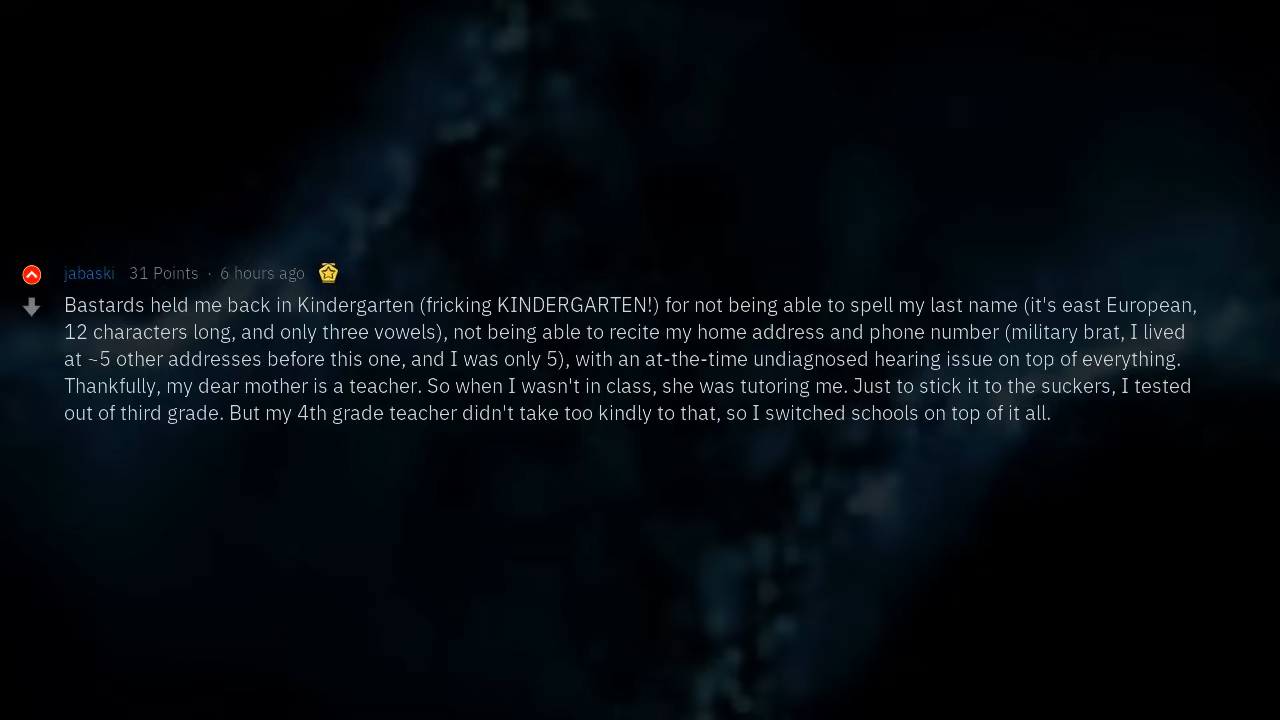 jabaski 31 Points · 6 hours ago
Bastards held me back in Kindergarten (fricking KINDERGARTEN!) for not being able to spell my last name (it's east European,
12 characters long, and only three vowels), not being able to recite my home address and phone number (military brat, I lived
at ~5 other addresses before this one, and I was only 5), with an at-the-time undiagnosed hearing issue on top of everything.
Thankfully, my dear mother is a teacher. So when I wasn't in class, she was tutoring me. Just to stick it to the suckers, I tested
out of third grade. But my 4th grade teacher didn't take too kindly to that, so I switched schools on top of it all.